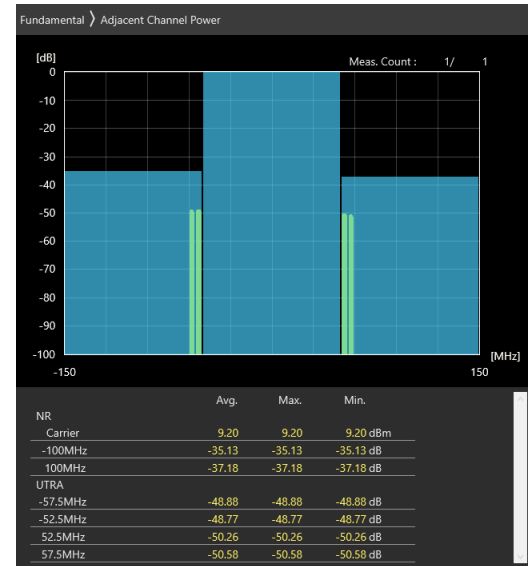 Fundamental 〉 Adjacent Channel Power
[dB]
Meas. Count : 1/ 1
0
-10
-20
-30
-40
-50
-60
-70
-80
-90
-100
[MHz]
-150 150
Avg. Max. Min.
NR
Carrier 9.20 9.20 9.20 dBm
-100MHz -35.13 -35.13 -35.13 dB
100MHz -37.18 -37.18 -37.18 dB
UTRA
-57.5MHz -48.88 -48.88 -48.88 dB
-52.5MHz -48.77 -48.77 -48.77 dB
52.5MHz -50.26 -50.26 -50.26 dB
57.5MHz -50.58 -50.58 -50.58 dB